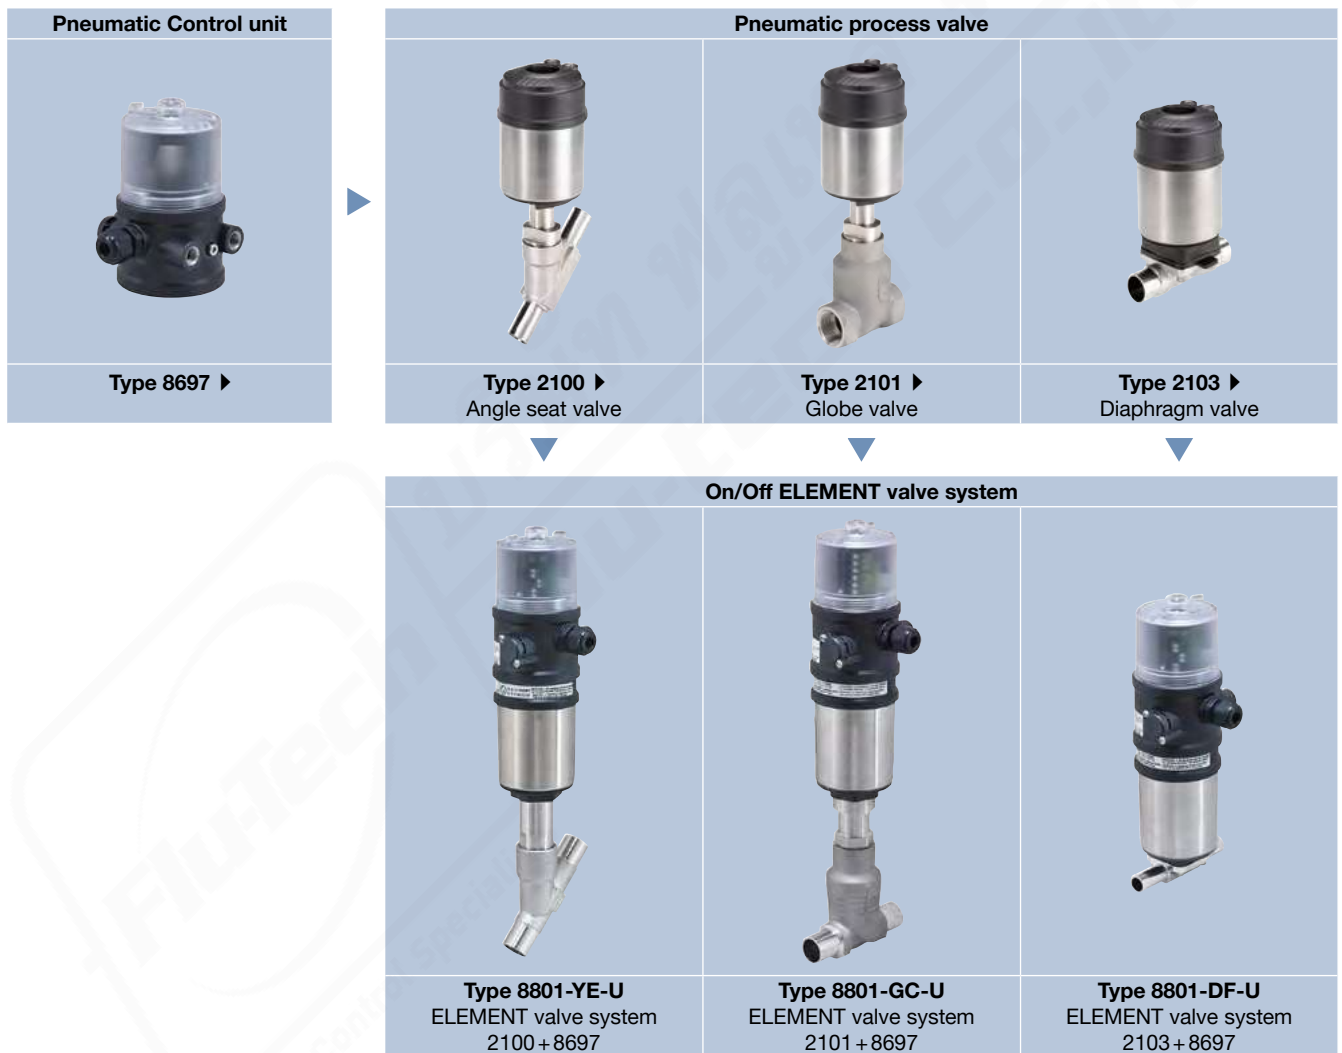 Pneumatic Control unit
Pneumatic process valve
Type 8697 ▶
Type 2100 ▶
Angle seat valve
Type 2101 ▶
Globe valve
Type 2103 ▶
Diaphragm valve
On/Off ELEMENT valve system
Type 8801-YE-U
ELEMENT valve system
2100 + 8697
Type 8801-GC-U
ELEMENT valve system
2101 + 8697
Type 8801-DF-U
ELEMENT valve system
2103 + 8697
Flu-Tech